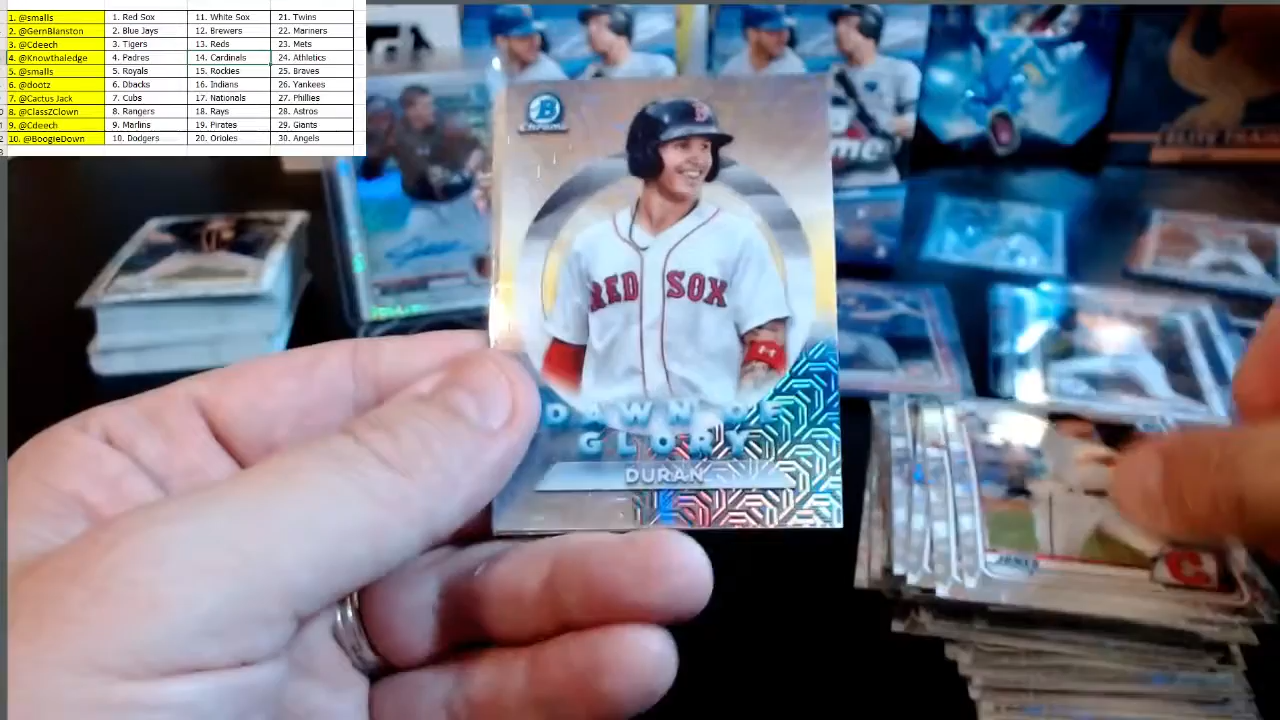 1. @smalls 1. Red Sox 11. White Sox 21. Twins
2. @GernBlanston 2. Blue Jays 12. Brewers 22. Mariners
3. @Cdeech 3. Tigers 13. Reds 23. Mets
4. @Knowthaledge 4. Padres 14. Cardinals 24. Athletics
5. @smalls 5. Royals 15. Rockies 25. Braves
6. @dootz 6. Dbacks 16. Indians 26. Yankees
7. @Cactus Jack 7. Cubs 17. Nationals 27. Phillies
8. @ClassZClown 8. Rangers 18. Rays 28. Astros
9. @Cdeech 9. Marlins 19. Pirates 29. Giants
10. @BoogieDown 10. Dodgers 20. Orioles 30. Angels
B
Chrome
B
RED SOX
DAWN OF
GLORY
DURAN
JONES
C